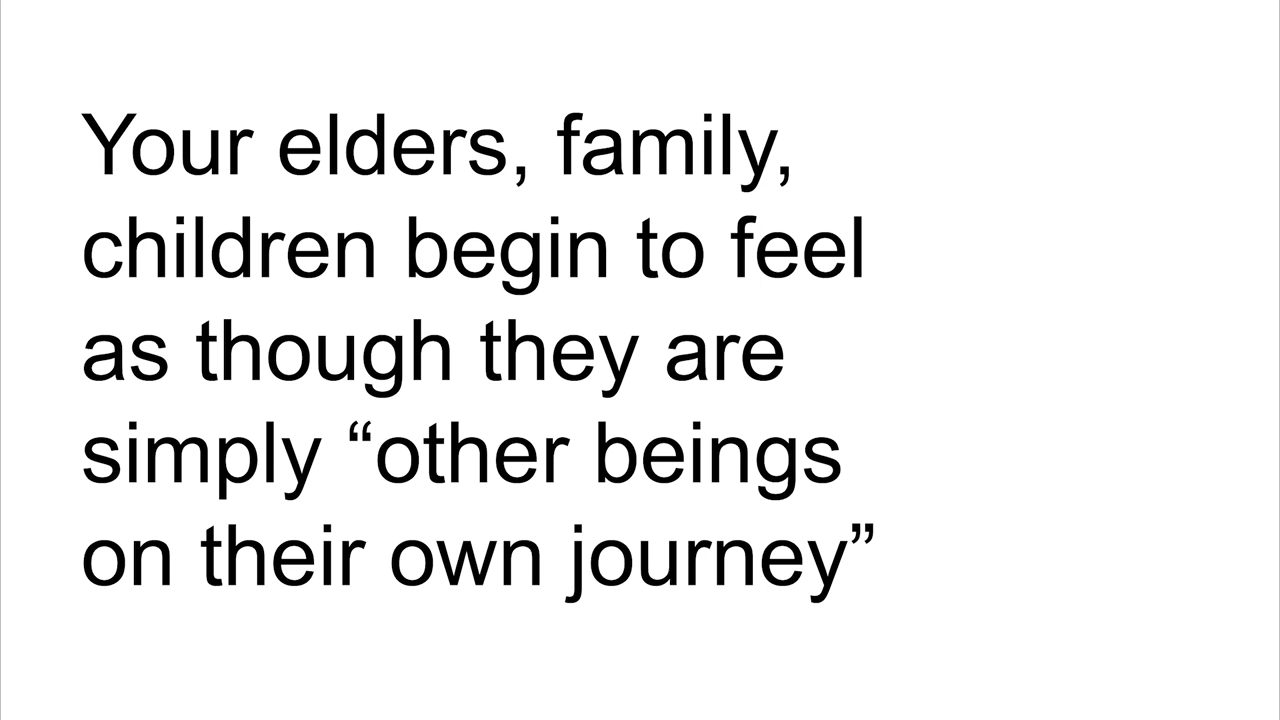 Your elders, family,
children begin to feel
as though they are
simply “other beings
on their own journey”